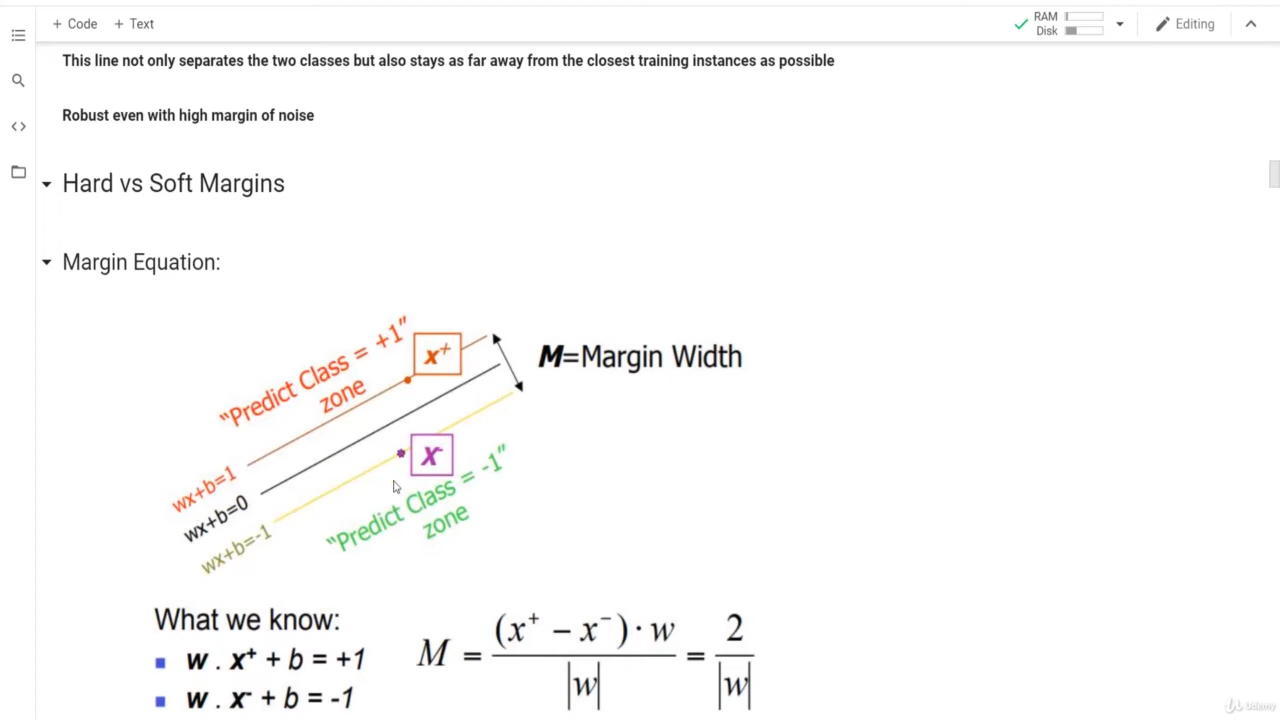 + Code + Text
RAM
Disk
Editing
This line not only separates the two classes but also stays as far away from the closest training instances as possible
Robust even with high margin of noise
Hard vs Soft Margins
Margin Equation:
"Predict Class = +1"
zone
x⁺
M=Margin Width
wx+b=1
wx+b=0
wx+b=-1
X⁻
"Predict Class = -1"
zone
What we know:
w . x⁺ + b = +1
w . x⁻ + b = -1
M = (x⁺ − x⁻) · w / |w| = 2 / |w|
Udemy